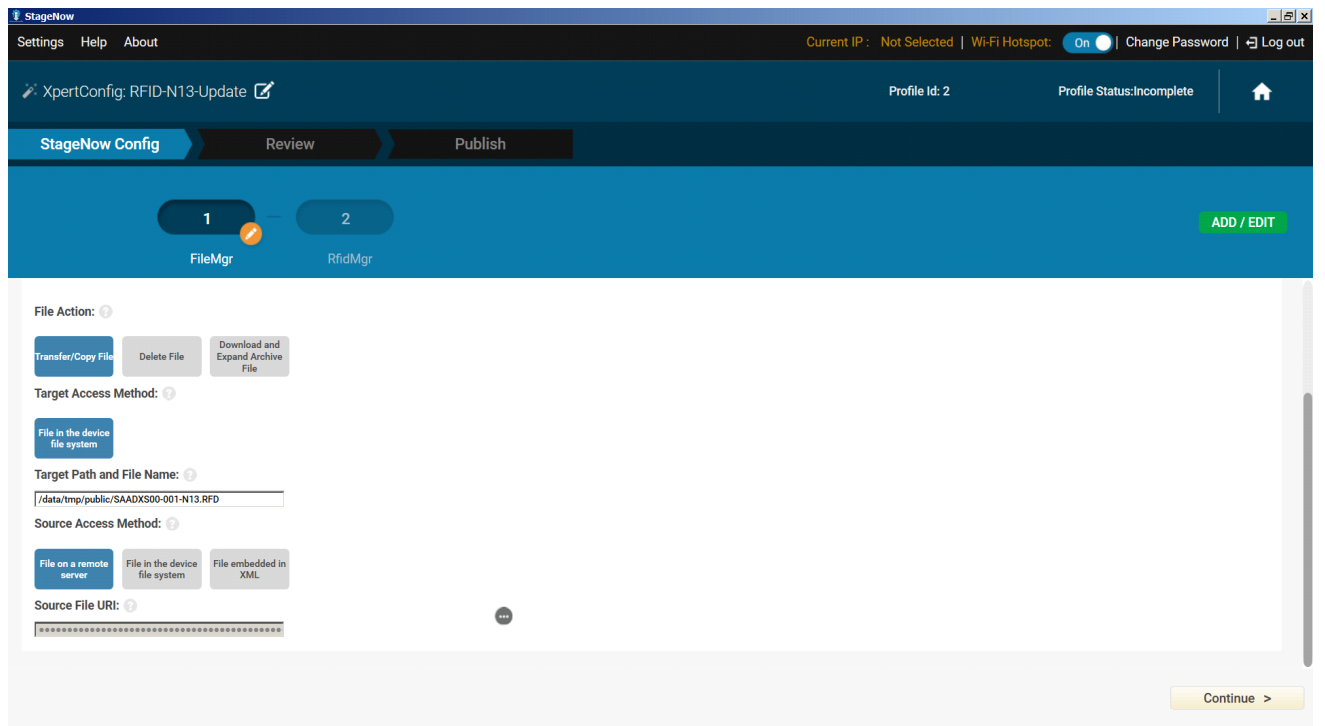 StageNow
Settings Help About Current IP : Not Selected | Wi-Fi Hotspot: On | Change Password | Log out
XpertConfig: RFID-N13-Update Profile Id: 2 Profile Status:Incomplete
StageNow Config Review Publish
1 2
ADD / EDIT
FileMgr RfidMgr
File Action: ?
Transfer/Copy File Delete File Download and
Expand Archive
File
Target Access Method: ?
File in the device
file system
Target Path and File Name: ?
/data/tmp/public/SAADXS00-001-N13.RFD
Source Access Method: ?
File on a remote
server File in the device
file system File embedded in
XML
Source File URI: ?
Continue >